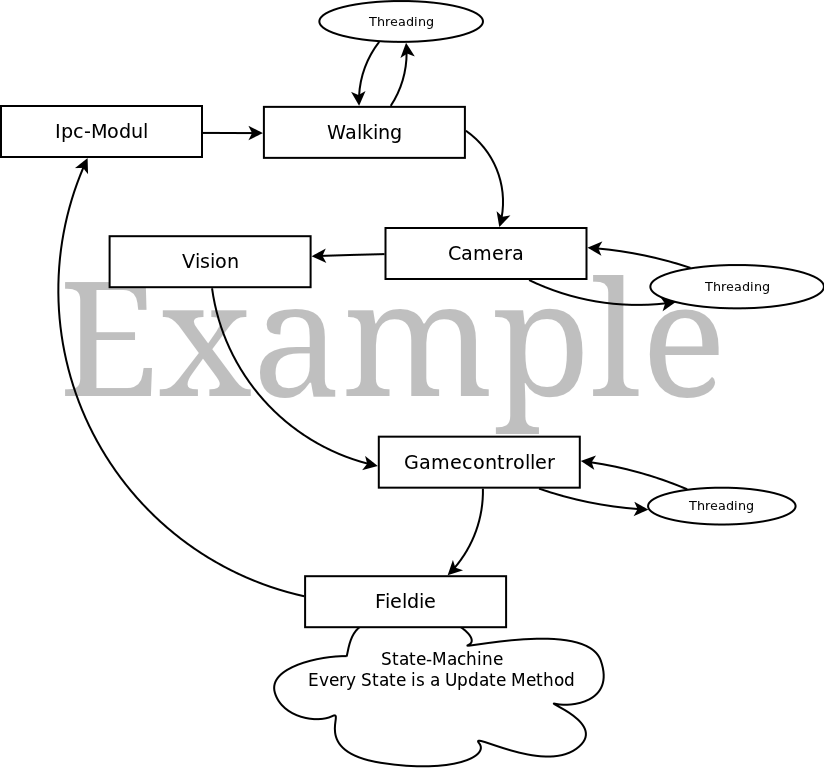 Threading
Ipc-Modul
Walking
Camera
Vision
Threading
Example
Gamecontroller
Threading
Fieldie
State-Machine
Every State is a Update Method